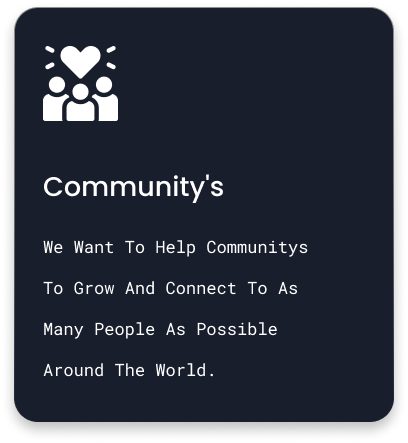 Community's
We Want To Help Communitys
To Grow And Connect To As
Many People As Possible
Around The World.